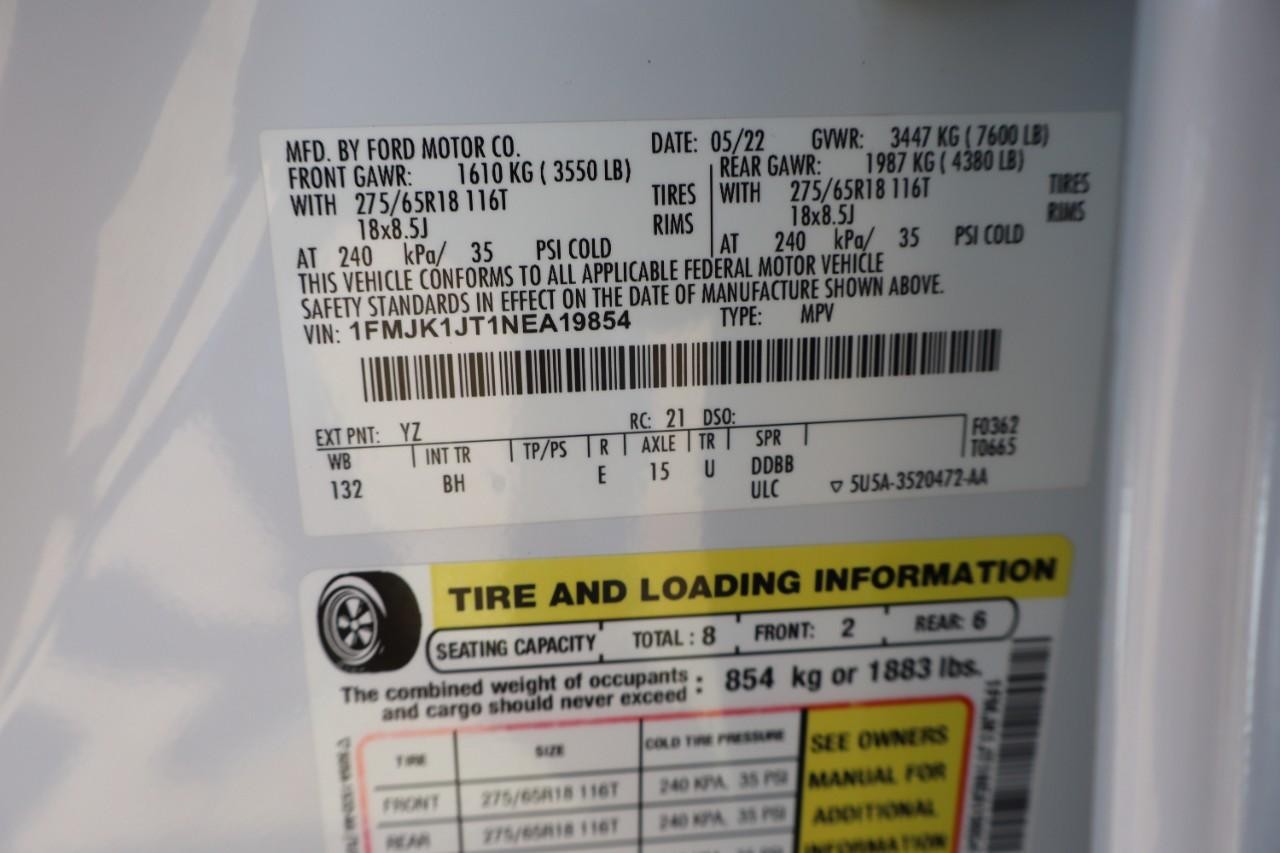 MFD. BY FORD MOTOR CO. DATE: 05/22 GVWR: 3447 KG ( 7600 LB)
FRONT GAWR: 1610 KG ( 3550 LB) REAR GAWR: 1987 KG ( 4380 LB)
WITH 275/65R18 116T TIRES WITH 275/65R18 116T TIRES
18x8.5J RIMS 18x8.5J RIMS
AT 240 kPa/ 35 PSI COLD AT 240 kPa/ 35 PSI COLD
THIS VEHICLE CONFORMS TO ALL APPLICABLE FEDERAL MOTOR VEHICLE
SAFETY STANDARDS IN EFFECT ON THE DATE OF MANUFACTURE SHOWN ABOVE.
VIN: 1FMJK1JT1NEA19854 TYPE: MPV
EXT PNT: YZ RC: 21 DSO: F0362
WB INT TR TP/PS R AXLE TR SPR T0665
132 BH E 15 U DDBB
ULC ▽ 5U5A-3520472-AA
TIRE AND LOADING INFORMATION
SEATING CAPACITY TOTAL : 8 FRONT: 2 REAR: 6
The combined weight of occupants and cargo should never exceed : 854 kg or 1883 lbs.
TIRE SIZE COLD TIRE PRESSURE
FRONT 275/65R18 116T 240 KPA, 35 PSI
REAR 275/65R18 116T 240 KPA, 35 PSI
SEE OWNERS
MANUAL FOR
ADDITIONAL
INFORMATION